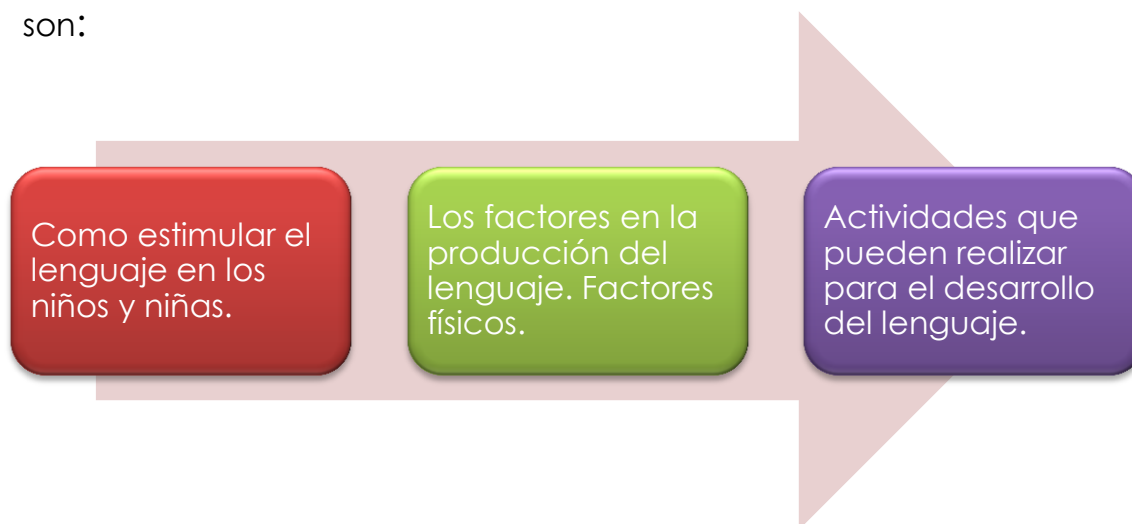 son:
Como estimular el
lenguaje en los
niños y niñas.
Los factores en la
producción del
lenguaje. Factores
físicos.
Actividades que
pueden realizar
para el desarrollo
del lenguaje.